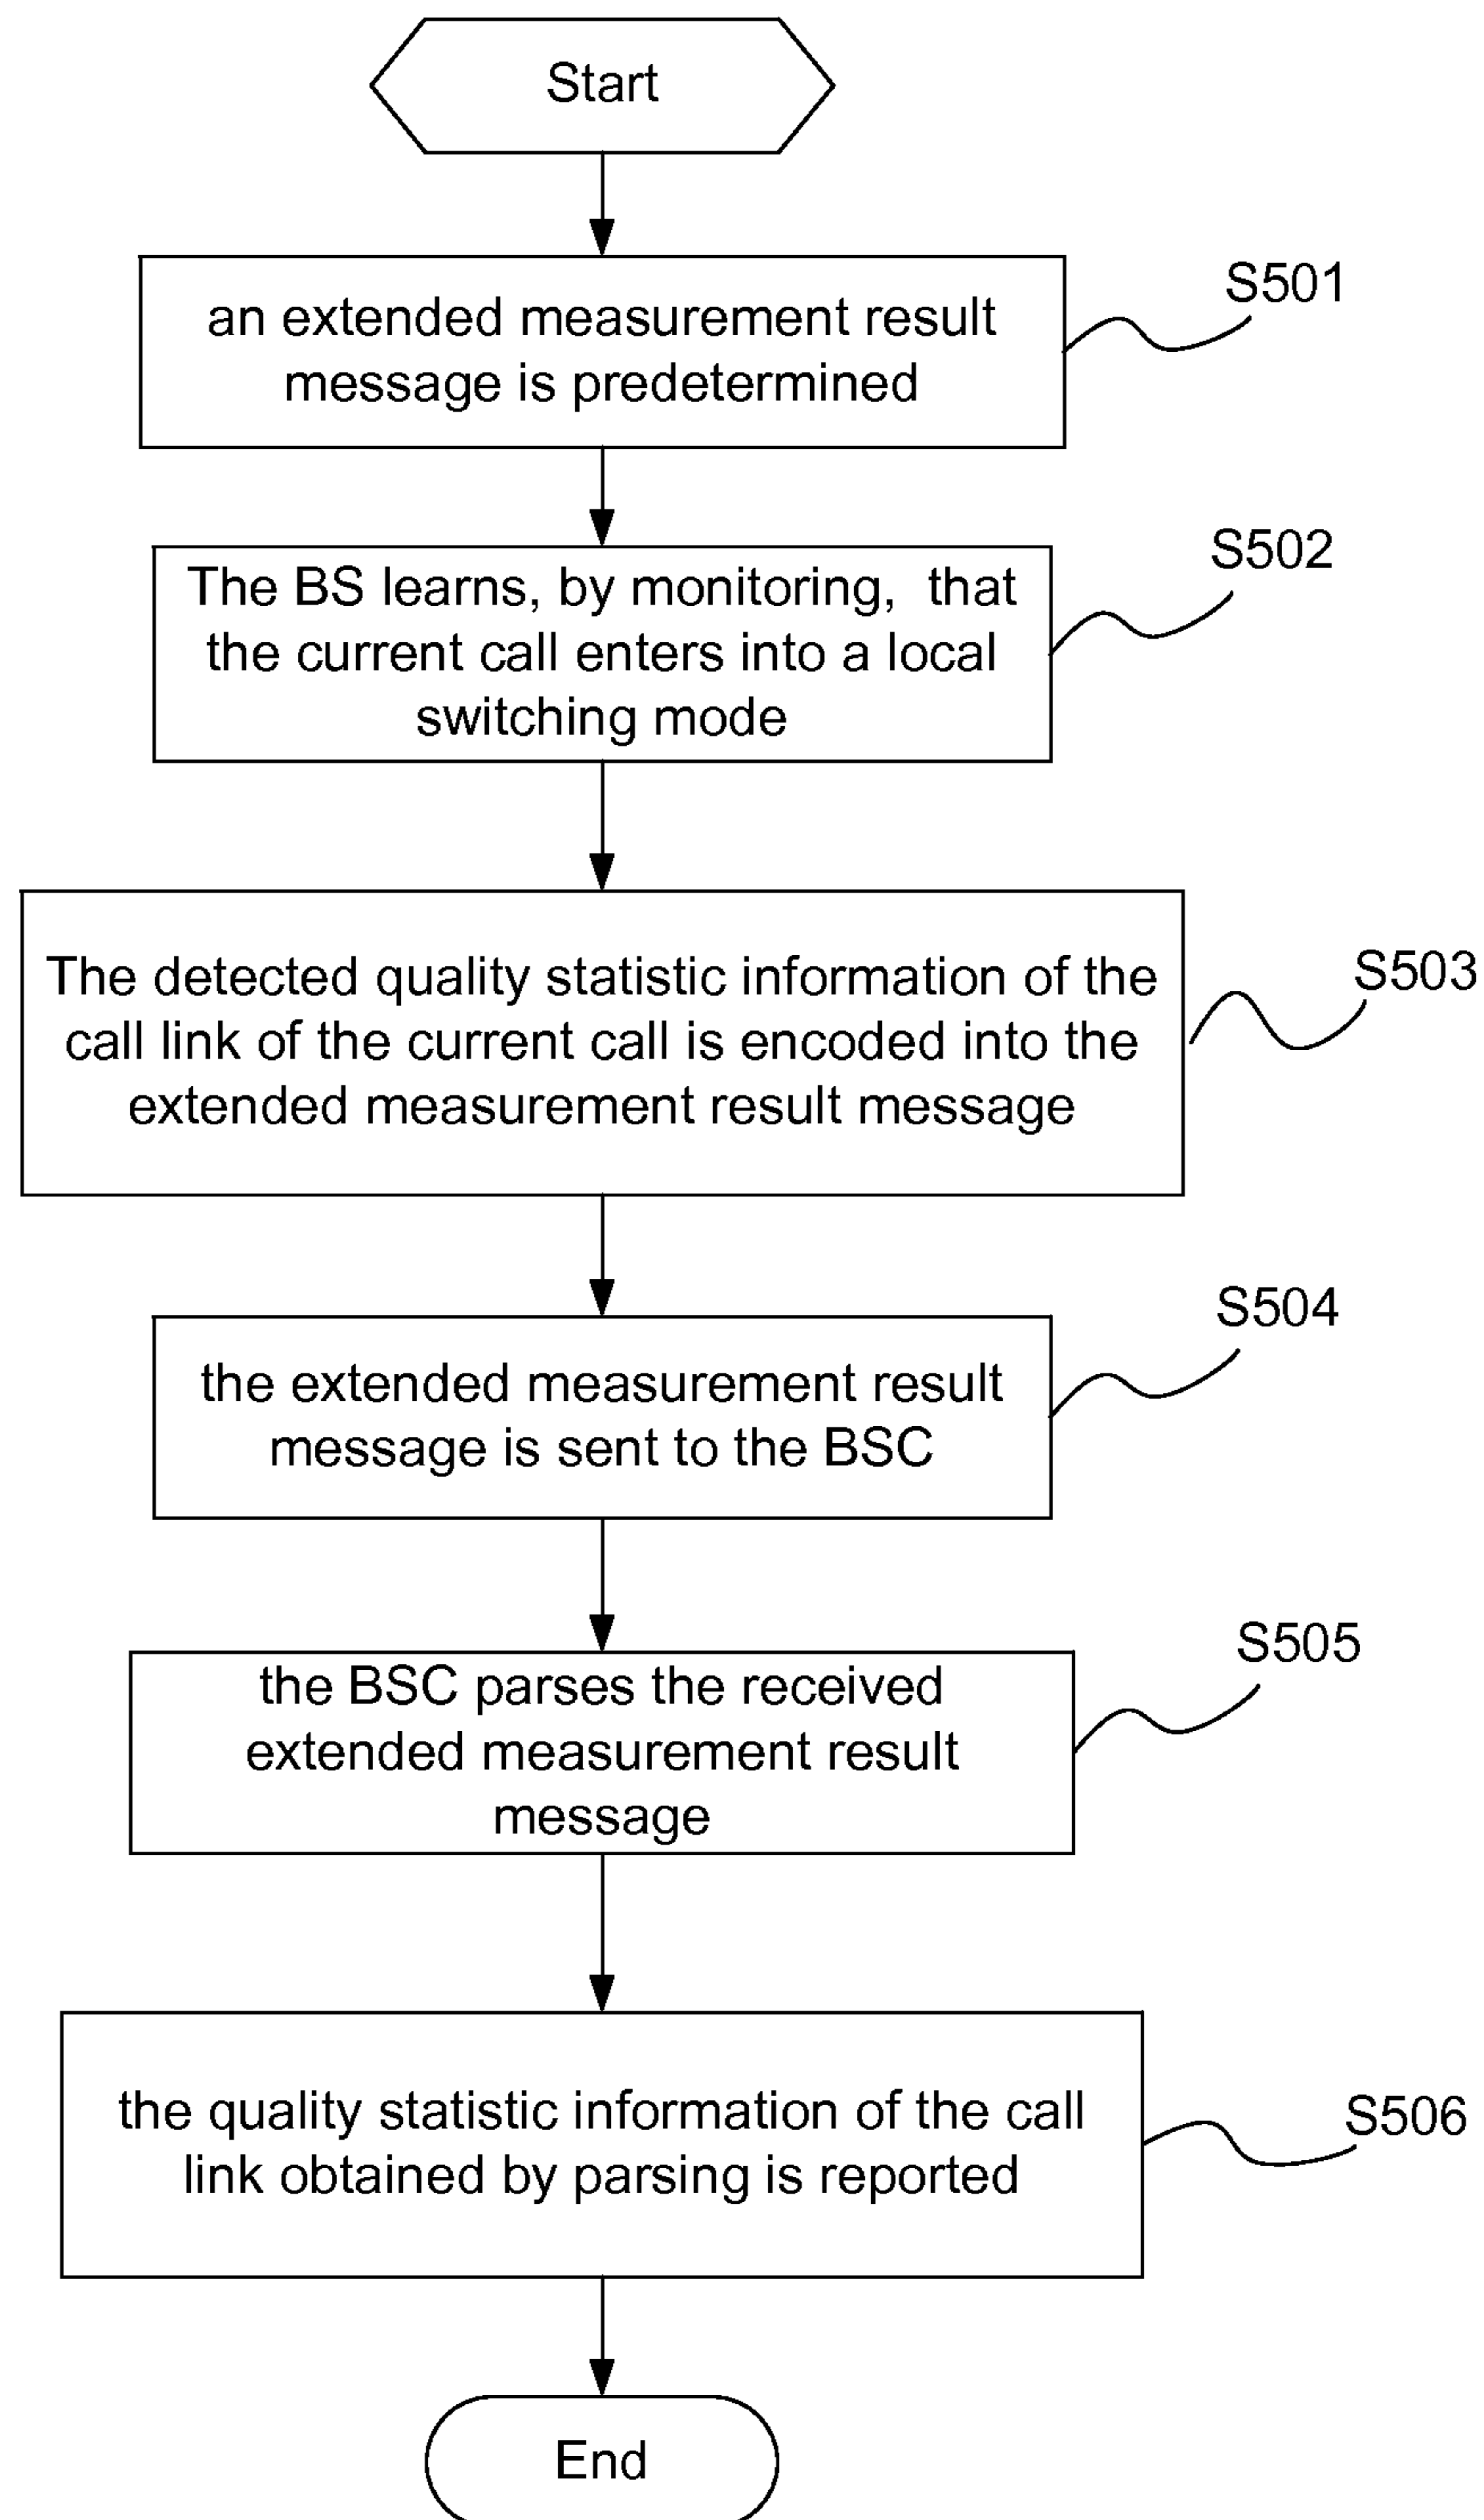 Start
an extended measurement result
message is predetermined
S501
The BS learns, by monitoring, that
the current call enters into a local
switching mode
S502
The detected quality statistic information of the
call link of the current call is encoded into the
extended measurement result message
S503
the extended measurement result
message is sent to the BSC
S504
the BSC parses the received
extended measurement result
message
S505
the quality statistic information of the call
link obtained by parsing is reported
S506
End